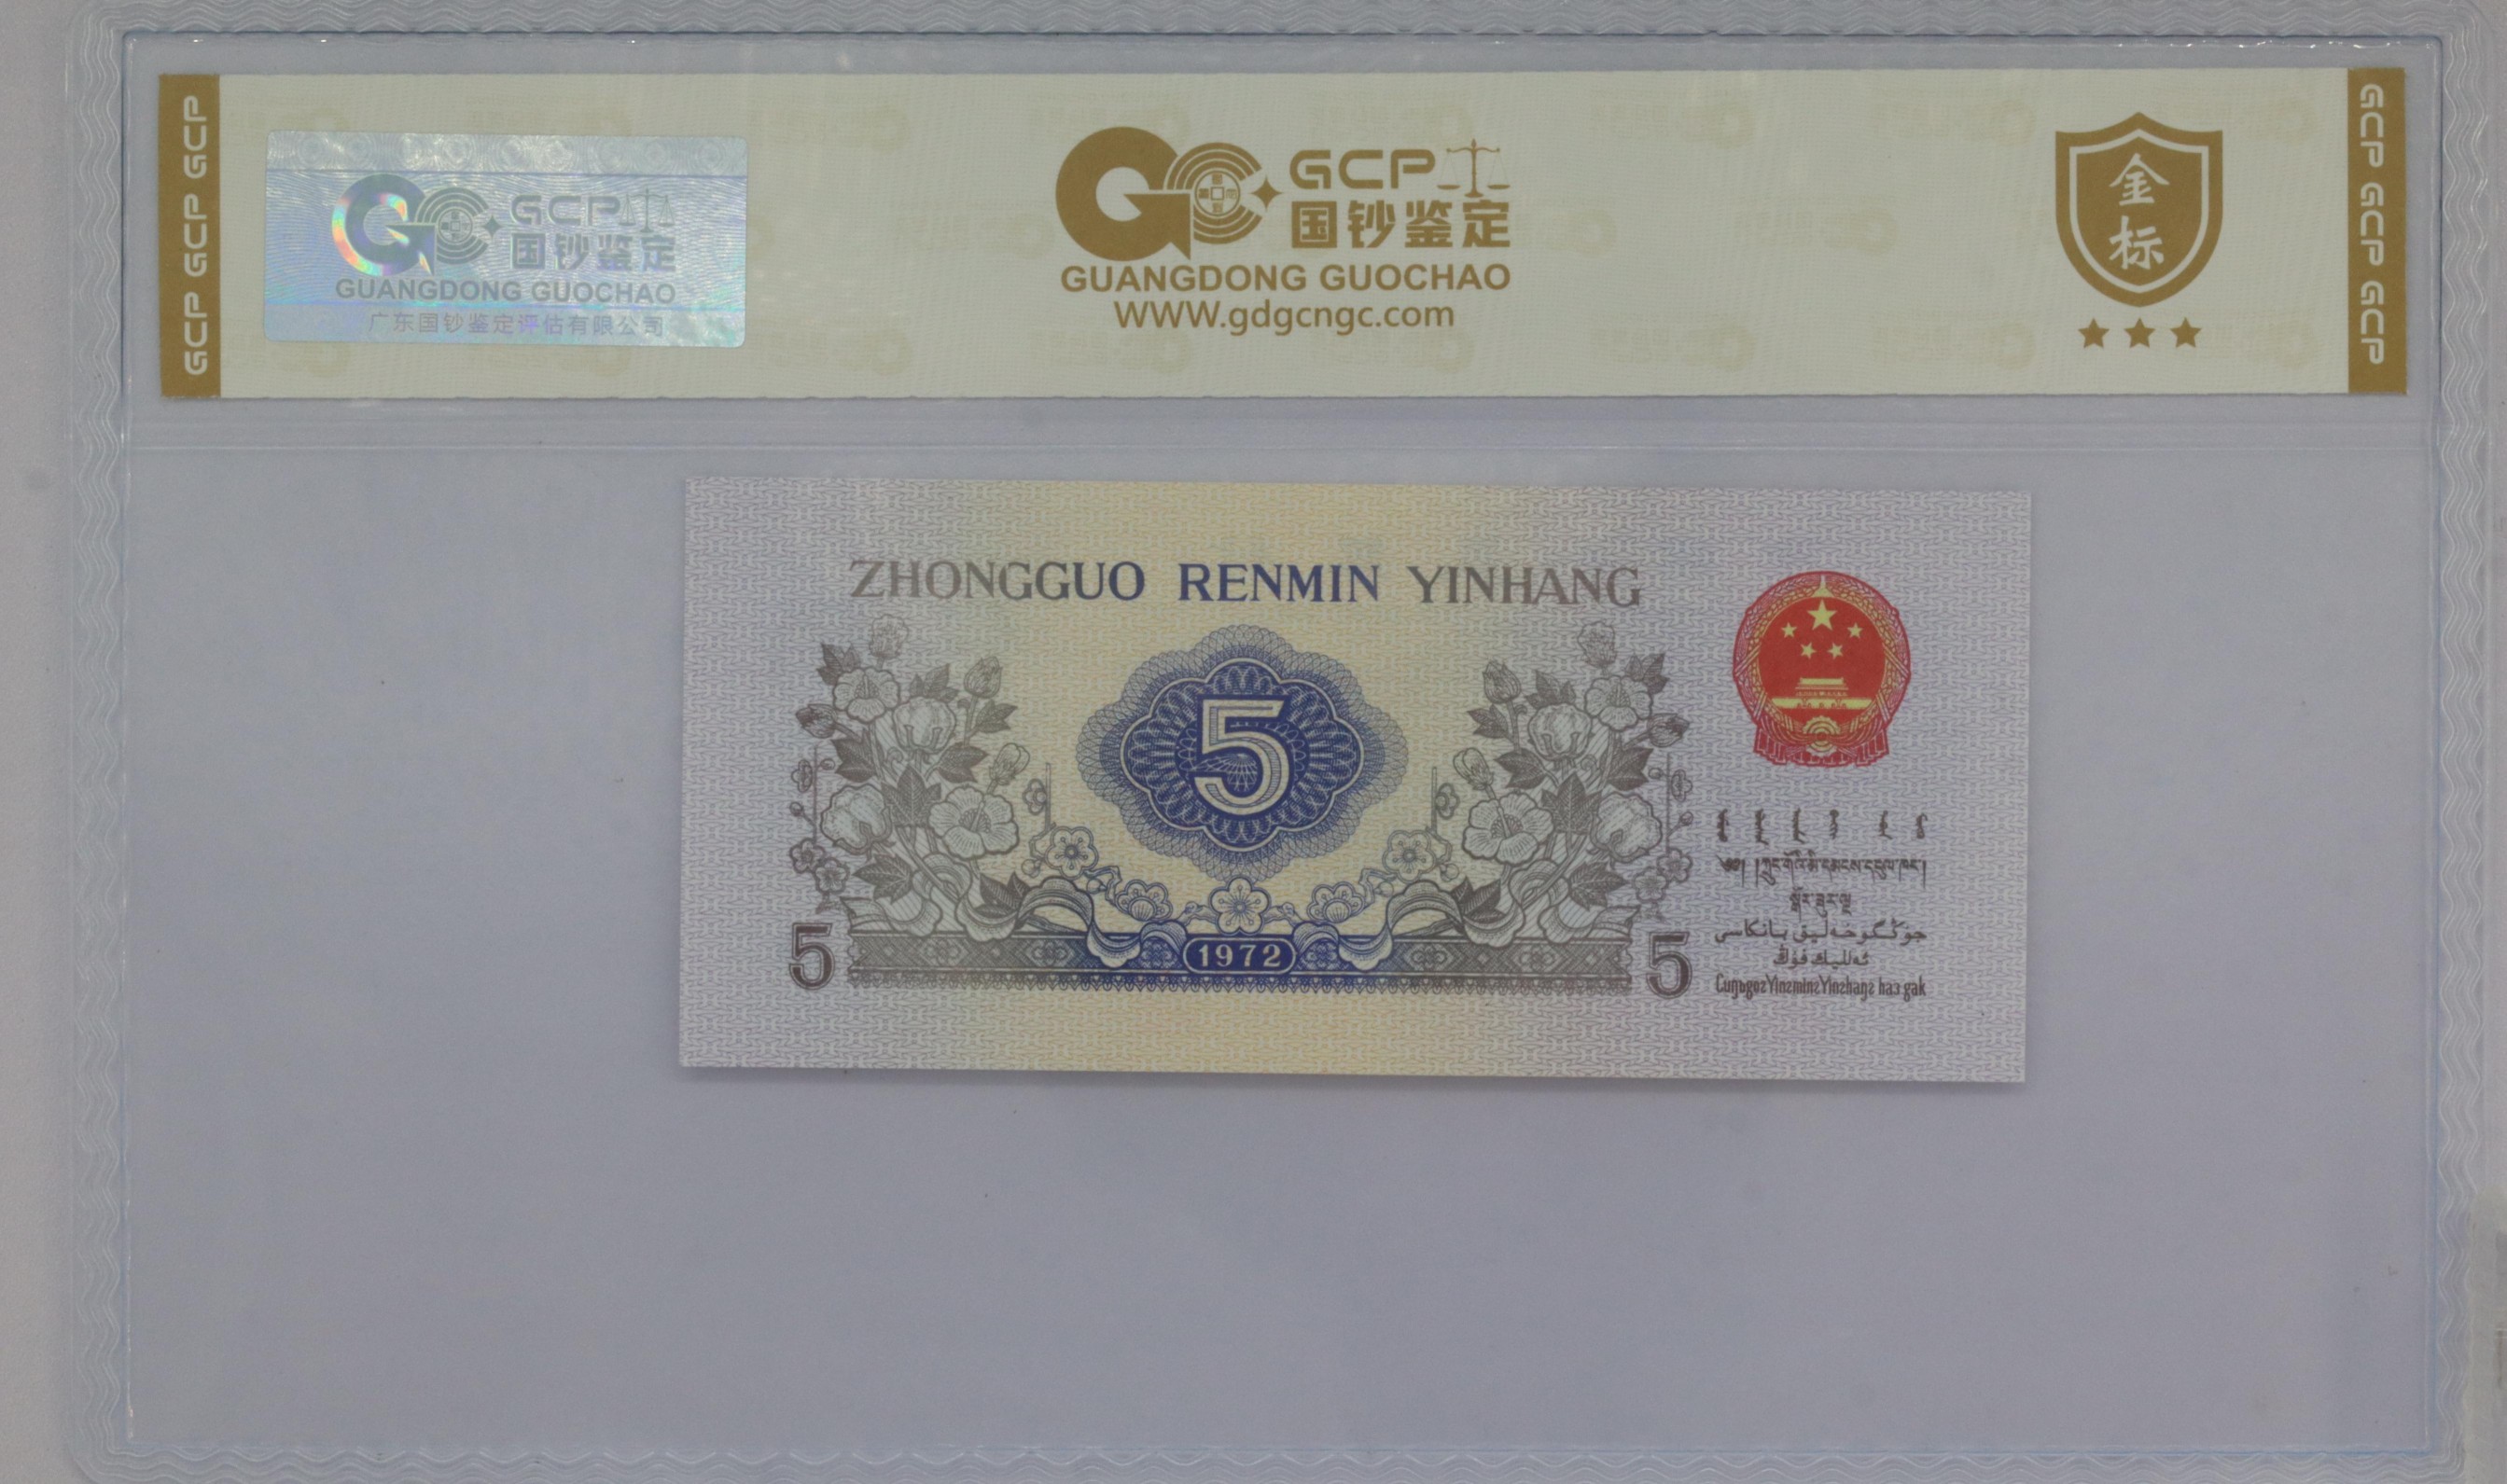 GCP GCP GCP
GCP
国钞鉴定
GUANGDONG GUOCHAO
广东国钞鉴定评估有限公司
GCP
国钞鉴定
GUANGDONG GUOCHAO
WWW.gdgcngc.com
金
标
GCP GCP GCP
ZHONGGUO RENMIN YINHANG
5
1972
5
5